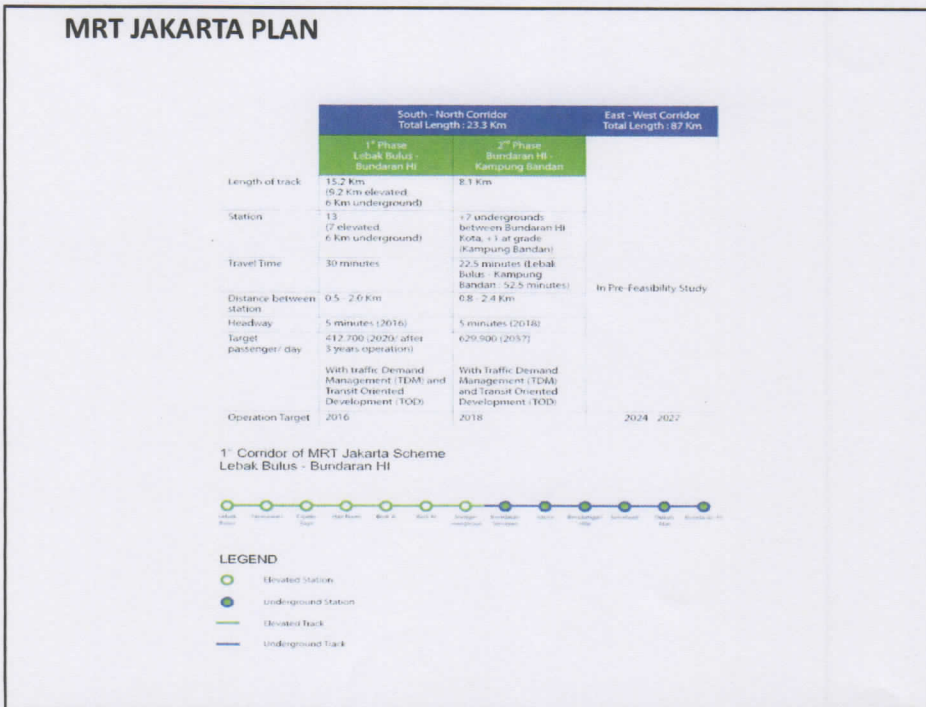 MRT JAKARTA PLAN
South - North Corridor
Total Length : 23.3 Km
East - West Corridor
Total Length : 87 Km
1st Phase
Lebak Bulus -
Bundaran HI
2nd Phase
Bundaran HI -
Kampung Bandan
Length of track
15.2 Km
(9.2 Km elevated,
6 Km underground)
8.1 Km
Station
13
(7 elevated,
6 Km underground)
+7 undergrounds
between Bundaran HI
Kota, +1 at grade
(Kampung Bandan)
Travel Time
30 minutes
22.5 minutes (Lebak
Bulus - Kampung
Bandan : 52.5 minutes)
In Pre-Feasibility Study
Distance between
station
0.5 - 2.0 Km
0.8 - 2.4 Km
Headway
5 minutes (2016)
5 minutes (2018)
Target
passenger/ day
412.700 (2020/ after
3 years operation)
629.900 (2037)
With traffic Demand
Management (TDM) and
Transit Oriented
Development (TOD)
With Traffic Demand
Management (TDM)
and Transit Oriented
Development (TOD)
Operation Target
2016
2018
2024 2027
1st Corridor of MRT Jakarta Scheme
Lebak Bulus - Bundaran HI
Lebak
Bulus
Blok M
Bundaran HI
LEGEND
Elevated Station
Underground Station
Elevated Track
Underground Track